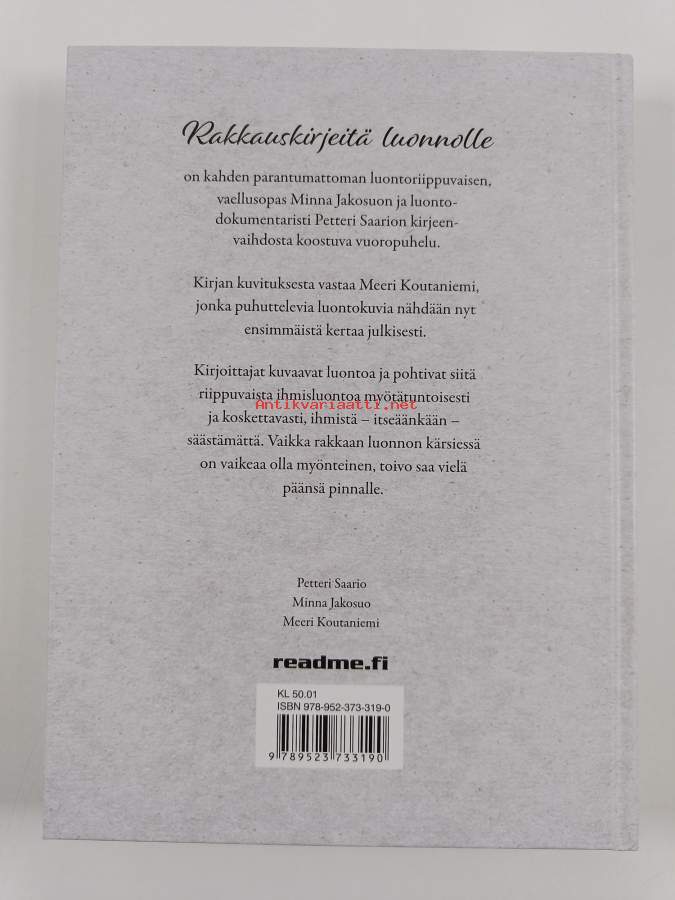 Rakkauskirjeitä luonnolle
on kahden parantumattoman luontoriippuvaisen,
vaellusopas Minna Jakosuon ja luonto-
dokumentaristi Petteri Saarion kirjeen-
vaihdosta koostuva vuoropuhelu.
Kirjan kuvituksesta vastaa Meeri Koutaniemi,
jonka puhuttelevia luontokuvia nähdään nyt
ensimmäistä kertaa julkisesti.
Kirjoittajat kuvaavat luontoa ja pohtivat siitä
riippuvaista ihmisluontoa myötätuntoisesti
Antikvariaatti.net
ja koskettavasti, ihmistä – itseäänkään –
säästämättä. Vaikka rakkaan luonnon kärsiessä
on vaikeaa olla myönteinen, toivo saa vielä
päänsä pinnalle.
Petteri Saario
Minna Jakosuo
Meeri Koutaniemi
readme.fi
KL 50.01
ISBN 978-952-373-319-0
9 789523 733190